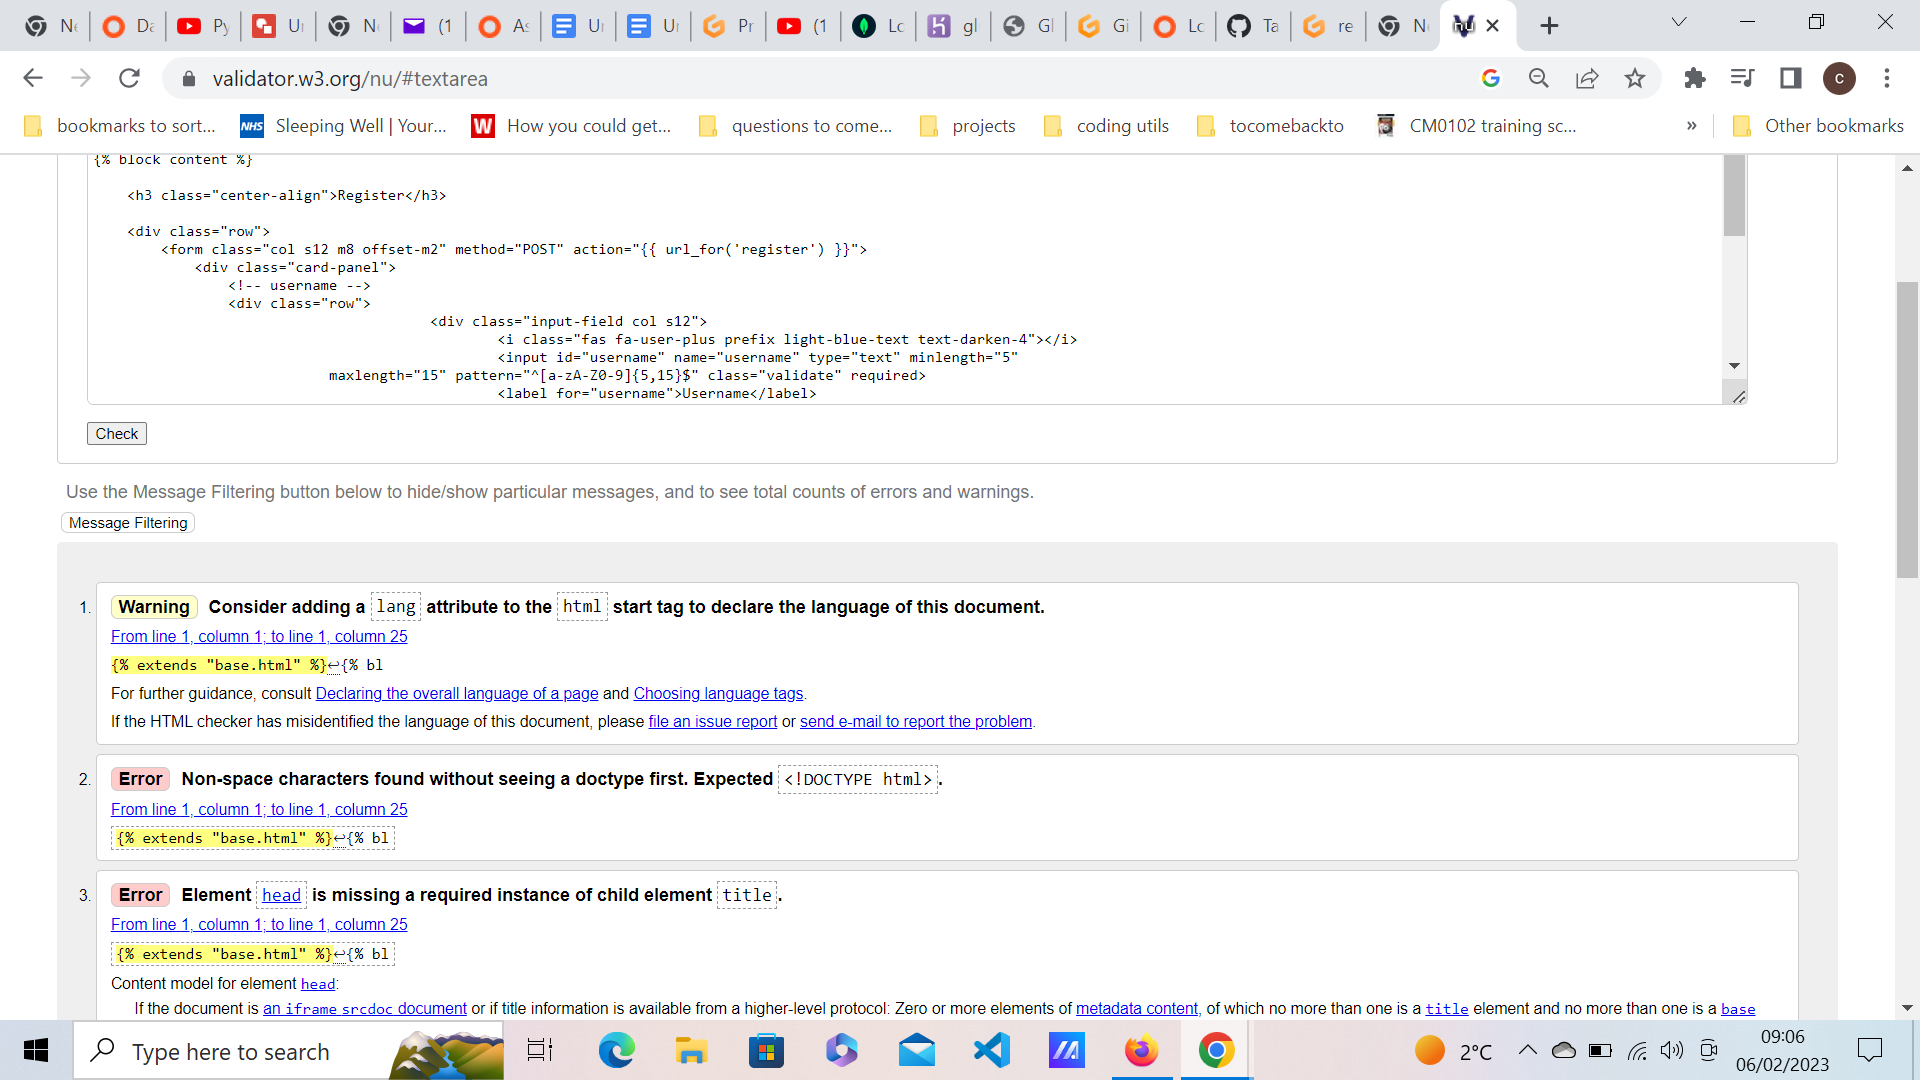 Ne
Da
Py
Ur
N
(1
As
Ur
Ur
Pr
(1
Lc
gl
Gl
Gi
Lc
Ta
re
N
validator.w3.org/nu/#textarea
c
bookmarks to sort...
NHS
Sleeping Well | Your...
W
How you could get...
questions to come...
projects
coding utils
tocomebackto
CM0102 training sc...
»
Other bookmarks
{% block content %}
<h3 class="center-align">Register</h3>
<div class="row">
<form class="col s12 m8 offset-m2" method="POST" action="{{ url_for('register') }}">
<div class="card-panel">
<!-- username -->
<div class="row">
<div class="input-field col s12">
<i class="fas fa-user-plus prefix light-blue-text text-darken-4"></i>
<input id="username" name="username" type="text" minlength="5"
maxlength="15" pattern="^[a-zA-Z0-9]{5,15}$" class="validate" required>
<label for="username">Username</label>
Check
Use the Message Filtering button below to hide/show particular messages, and to see total counts of errors and warnings.
Message Filtering
1. Warning Consider adding a lang attribute to the html start tag to declare the language of this document.
From line 1, column 1; to line 1, column 25
{% extends "base.html" %}↩{% bl
For further guidance, consult Declaring the overall language of a page and Choosing language tags.
If the HTML checker has misidentified the language of this document, please file an issue report or send e-mail to report the problem.
2. Error Non-space characters found without seeing a doctype first. Expected <!DOCTYPE html>.
From line 1, column 1; to line 1, column 25
{% extends "base.html" %}↩{% bl
3. Error Element head is missing a required instance of child element title.
From line 1, column 1; to line 1, column 25
{% extends "base.html" %}↩{% bl
Content model for element head:
If the document is an iframe srcdoc document or if title information is available from a higher-level protocol: Zero or more elements of metadata content, of which no more than one is a title element and no more than one is a base
Type here to search
2°C
09:06
06/02/2023